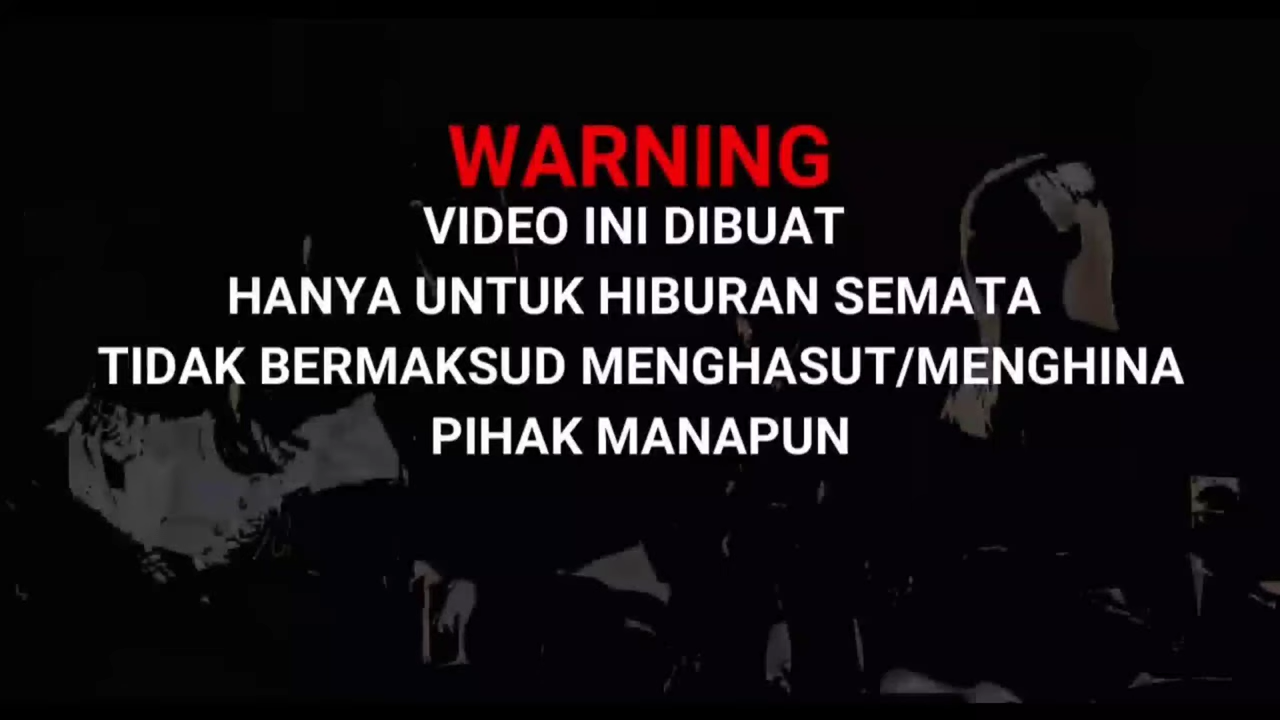 WARNING
VIDEO INI DIBUAT
HANYA UNTUK HIBURAN SEMATA
TIDAK BERMAKSUD MENGHASUT/MENGHINA
PIHAK MANAPUN